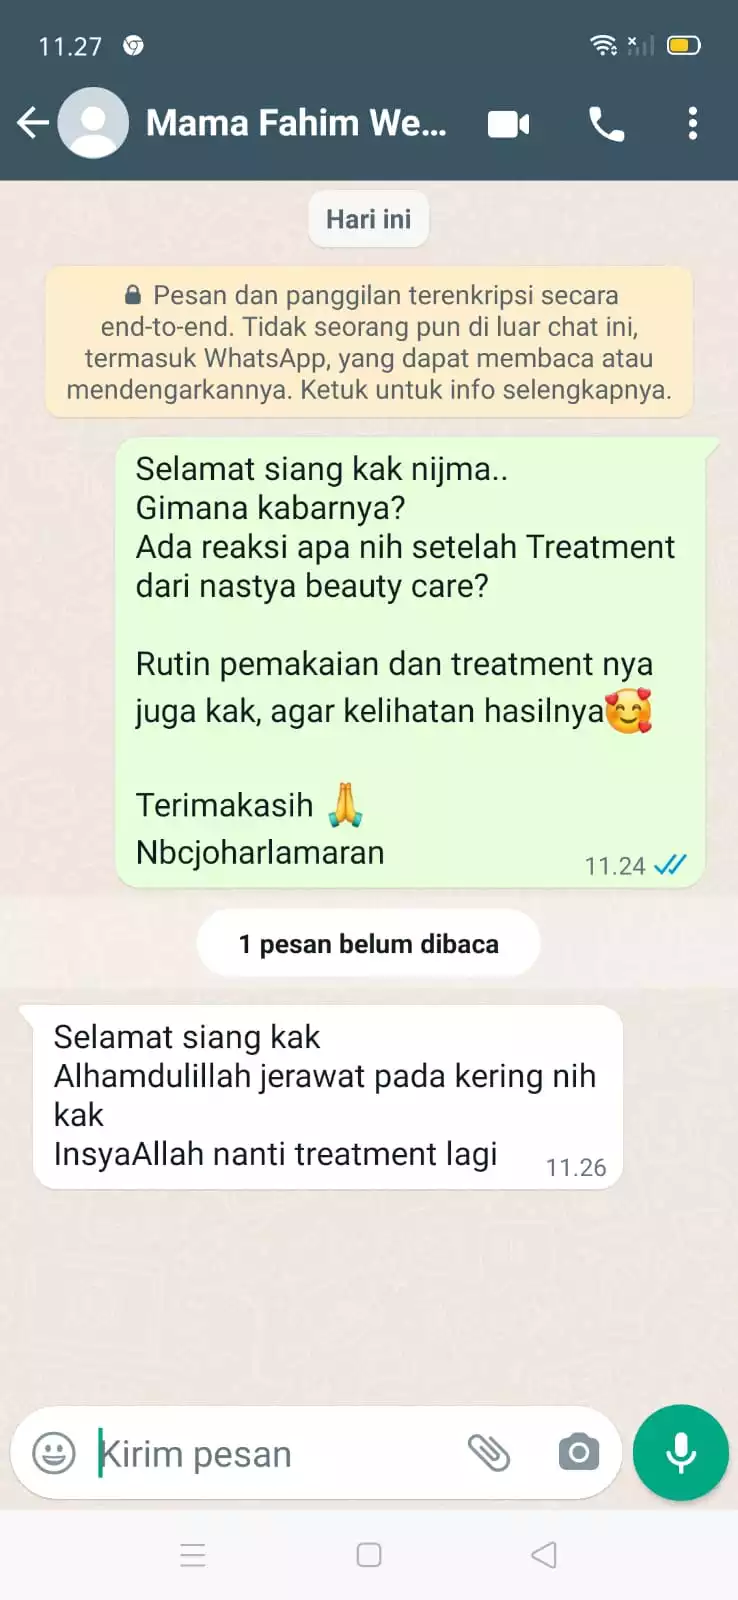 11.27
Mama Fahim We...
Hari ini
Pesan dan panggilan terenkripsi secara
end-to-end. Tidak seorang pun di luar chat ini,
termasuk WhatsApp, yang dapat membaca atau
mendengarkannya. Ketuk untuk info selengkapnya.
Selamat siang kak nijma..
Gimana kabarnya?
Ada reaksi apa nih setelah Treatment
dari nastya beauty care?
Rutin pemakaian dan treatment nya
juga kak, agar kelihatan hasilnya🥰
Terimakasih 🙏
Nbcjoharlamaran
11.24
1 pesan belum dibaca
Selamat siang kak
Alhamdulillah jerawat pada kering nih
kak
InsyaAllah nanti treatment lagi
11.26
Kirim pesan